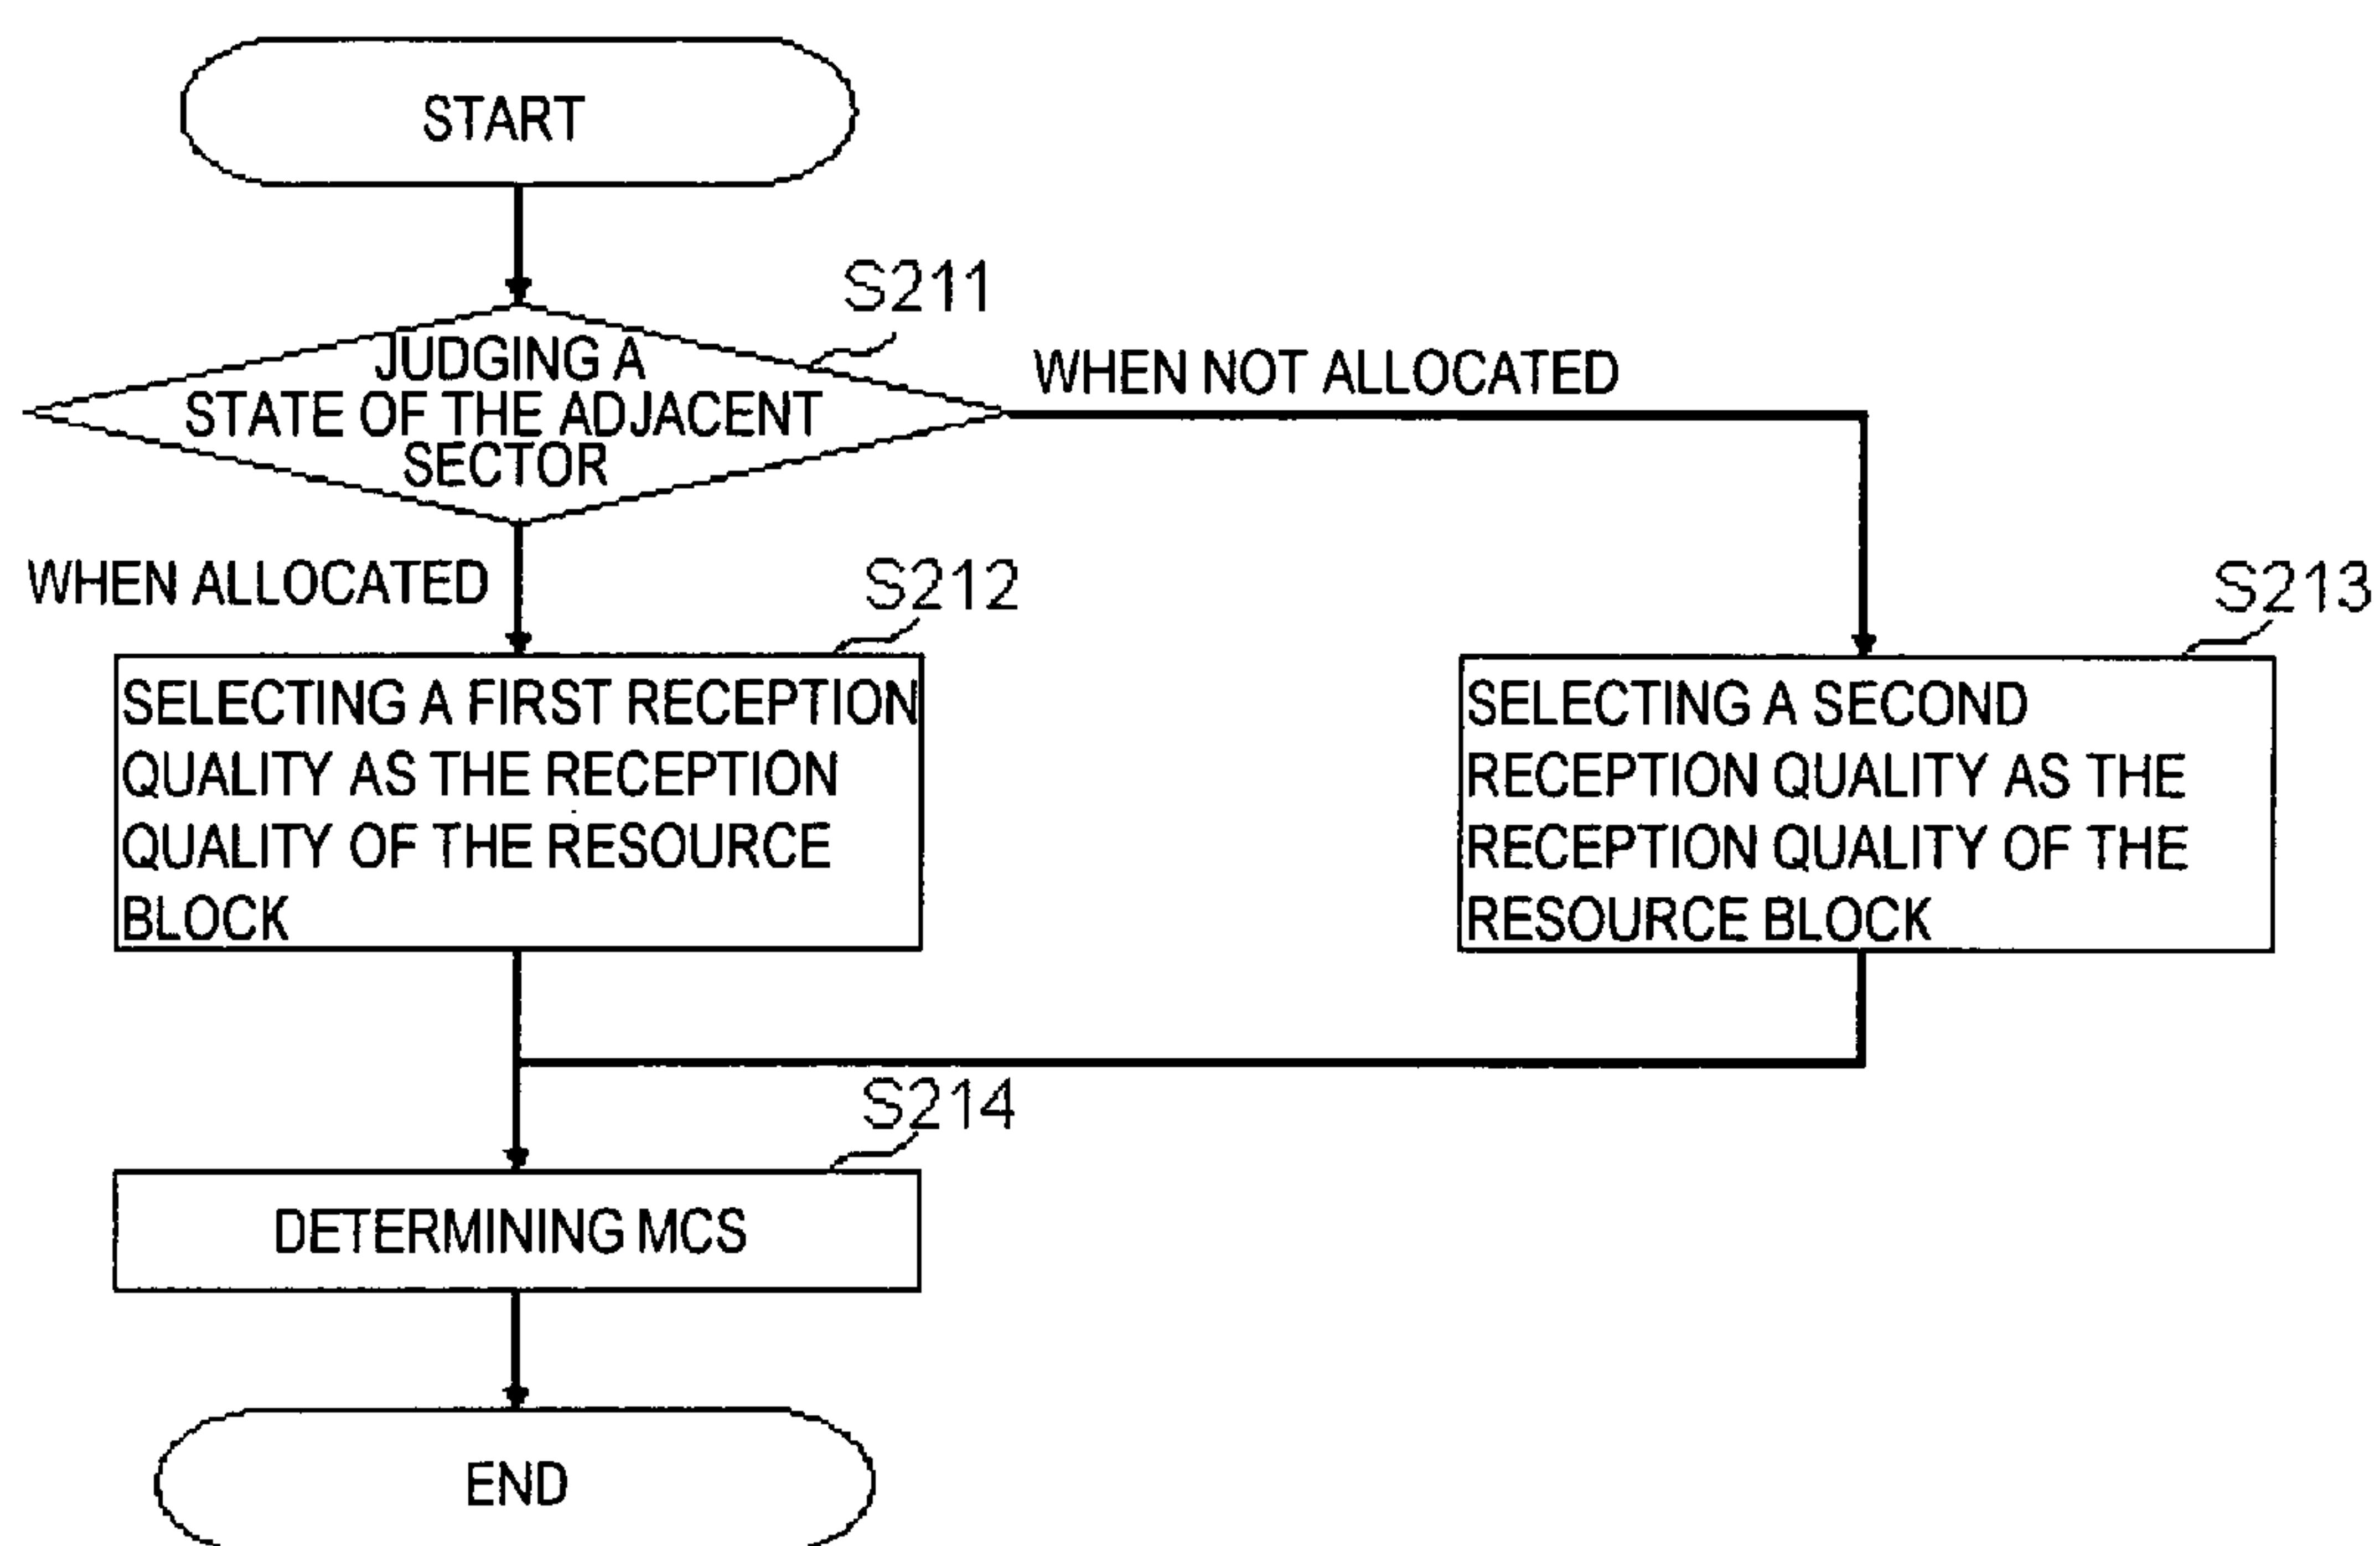 START
S211
JUDGING A
STATE OF THE ADJACENT
SECTOR
WHEN NOT ALLOCATED
WHEN ALLOCATED
S212
SELECTING A FIRST RECEPTION
QUALITY AS THE RECEPTION
QUALITY OF THE RESOURCE
BLOCK
S213
SELECTING A SECOND
RECEPTION QUALITY AS THE
RECEPTION QUALITY OF THE
RESOURCE BLOCK
S214
DETERMINING MCS
END